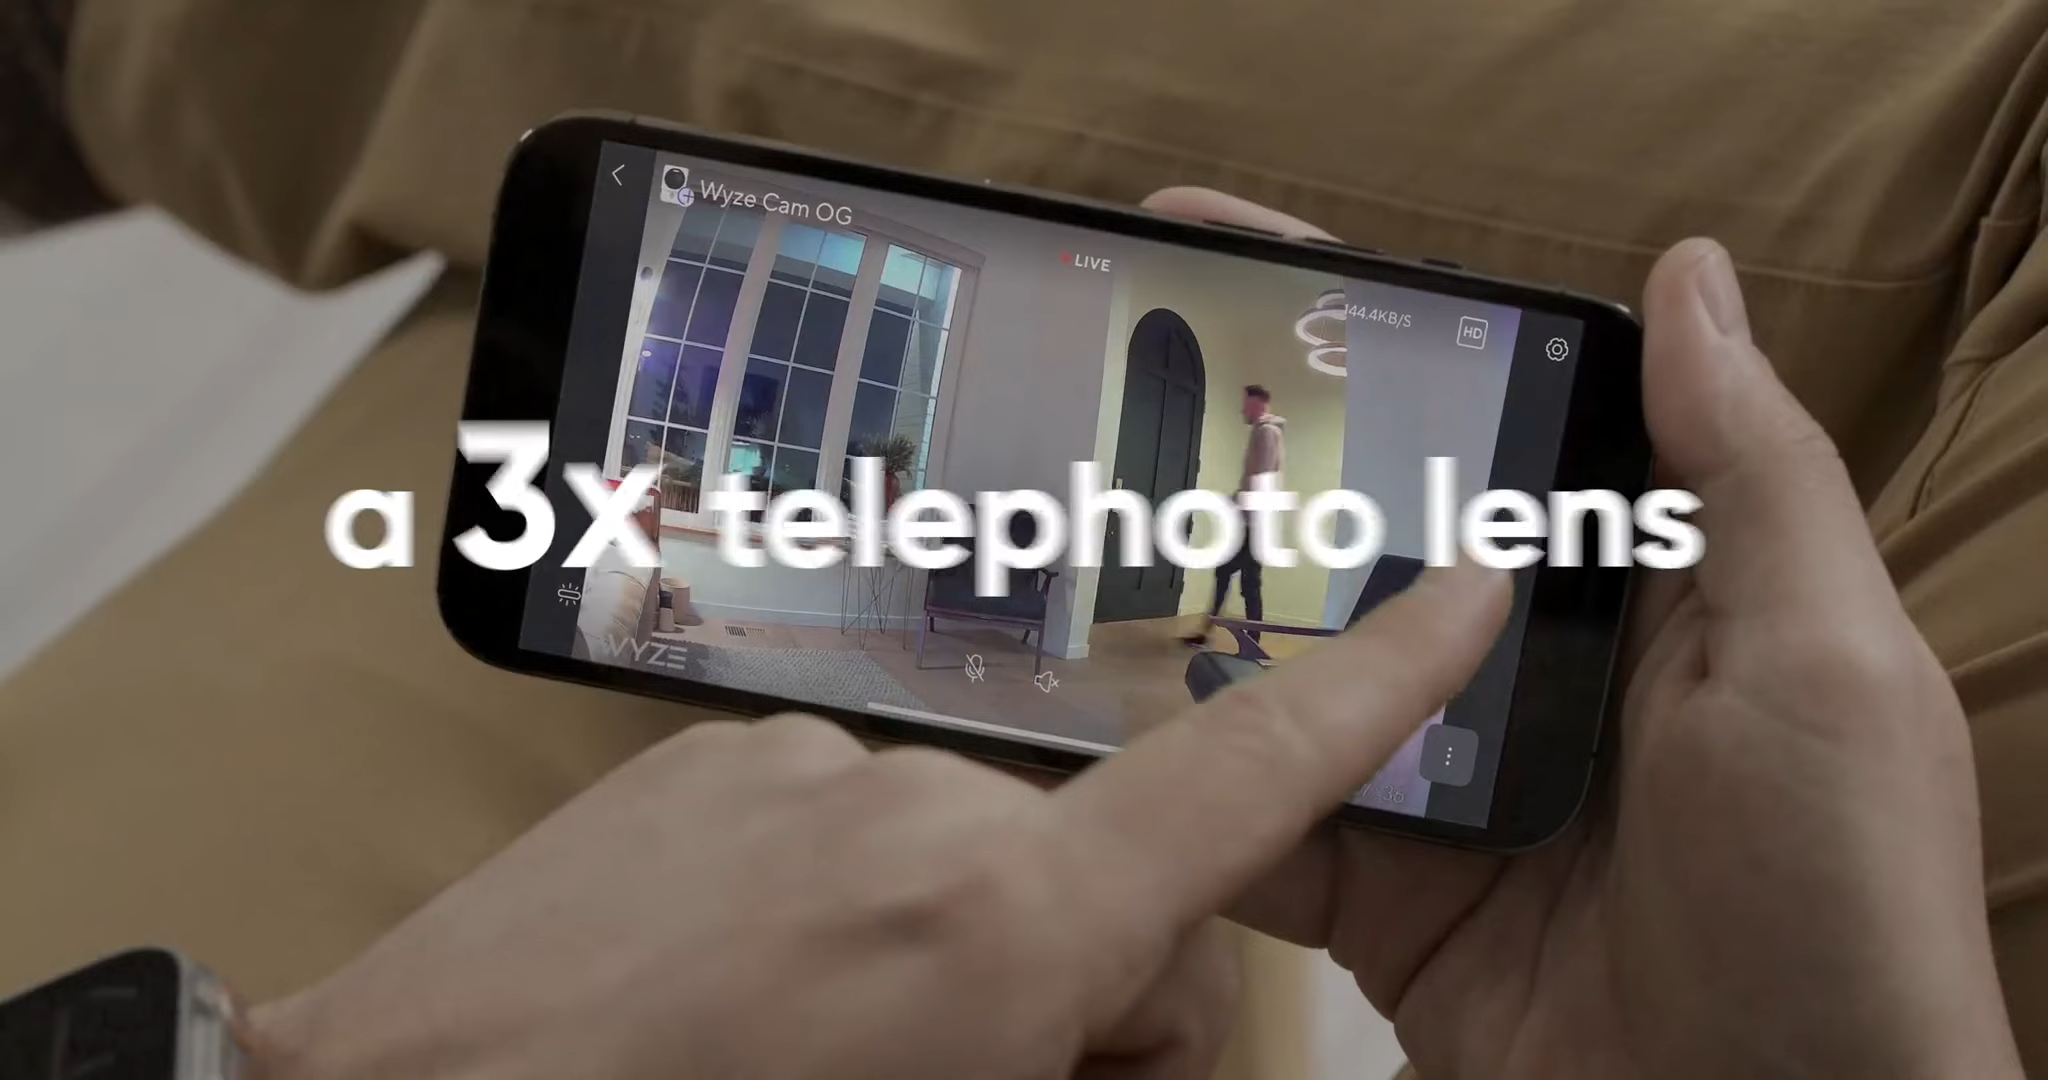 Wyze Cam OG
LIVE
144.4KB/S
HD
a 3x telephoto lens
WYZE